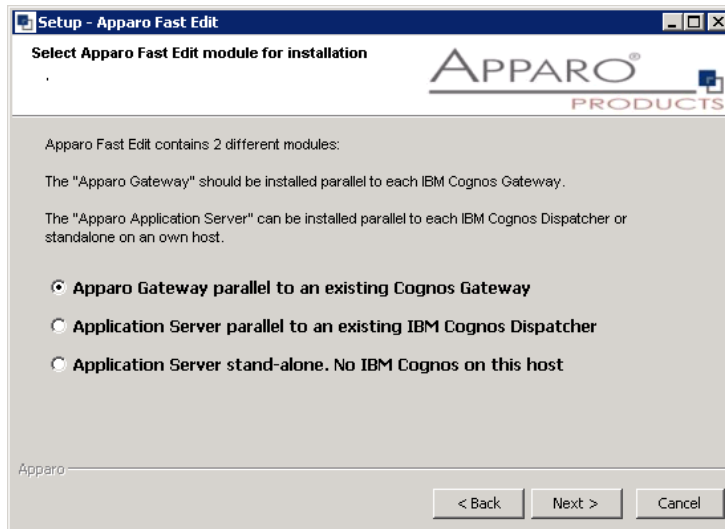 Setup - Apparo Fast Edit
Select Apparo Fast Edit module for installation
.
APPARO®
PRODUCTS
Apparo Fast Edit contains 2 different modules:
The "Apparo Gateway" should be installed parallel to each IBM Cognos Gateway.
The "Apparo Application Server" can be installed parallel to each IBM Cognos Dispatcher or
standalone on an own host.
Apparo Gateway parallel to an existing Cognos Gateway
Application Server parallel to an existing IBM Cognos Dispatcher
Application Server stand-alone. No IBM Cognos on this host
Apparo
< Back
Next >
Cancel